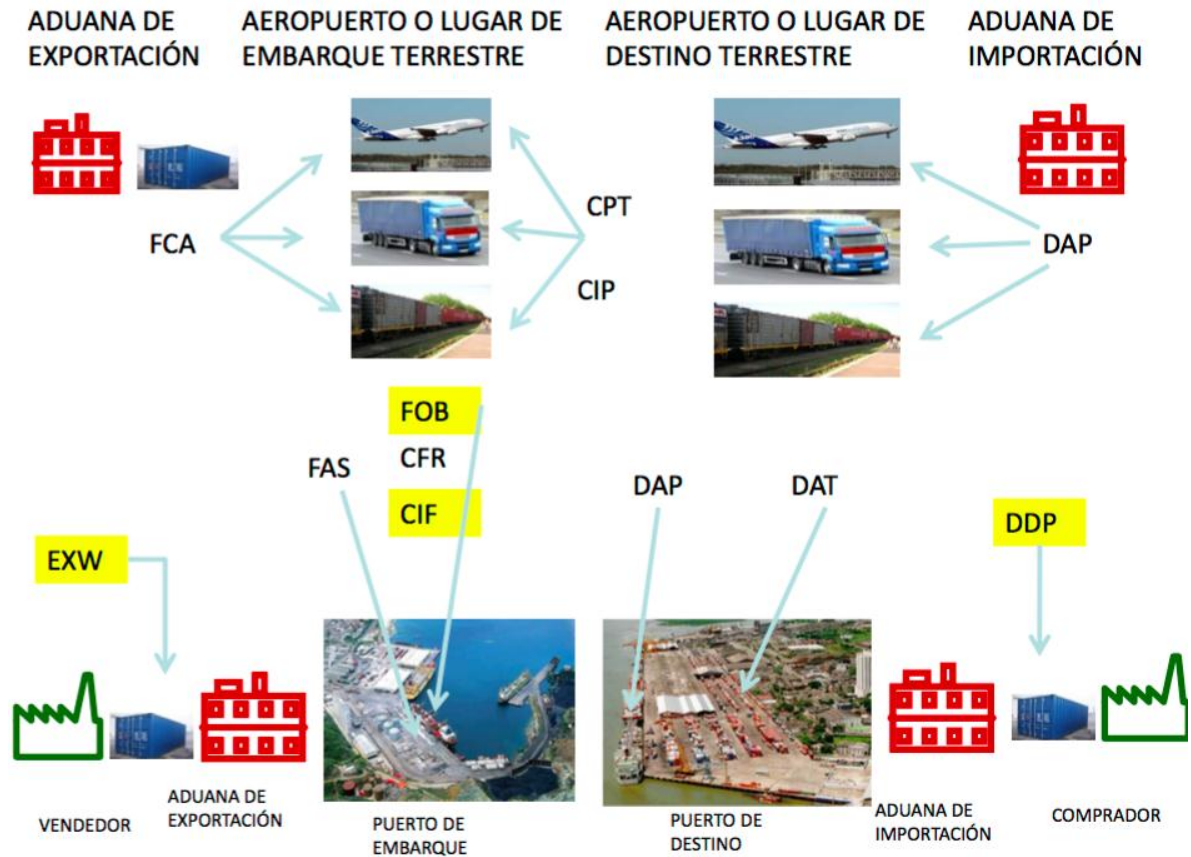 ADUANA DE
EXPORTACIÓN
AEROPUERTO O LUGAR DE
EMBARQUE TERRESTRE
AEROPUERTO O LUGAR DE
DESTINO TERRESTRE
ADUANA DE
IMPORTACIÓN
FCA
CPT
CIP
DAP
FOB
CFR
CIF
FAS
DAP
DAT
EXW
DDP
VENDEDOR
ADUANA DE
EXPORTACIÓN
PUERTO DE
EMBARQUE
PUERTO DE
DESTINO
ADUANA DE
IMPORTACIÓN
COMPRADOR